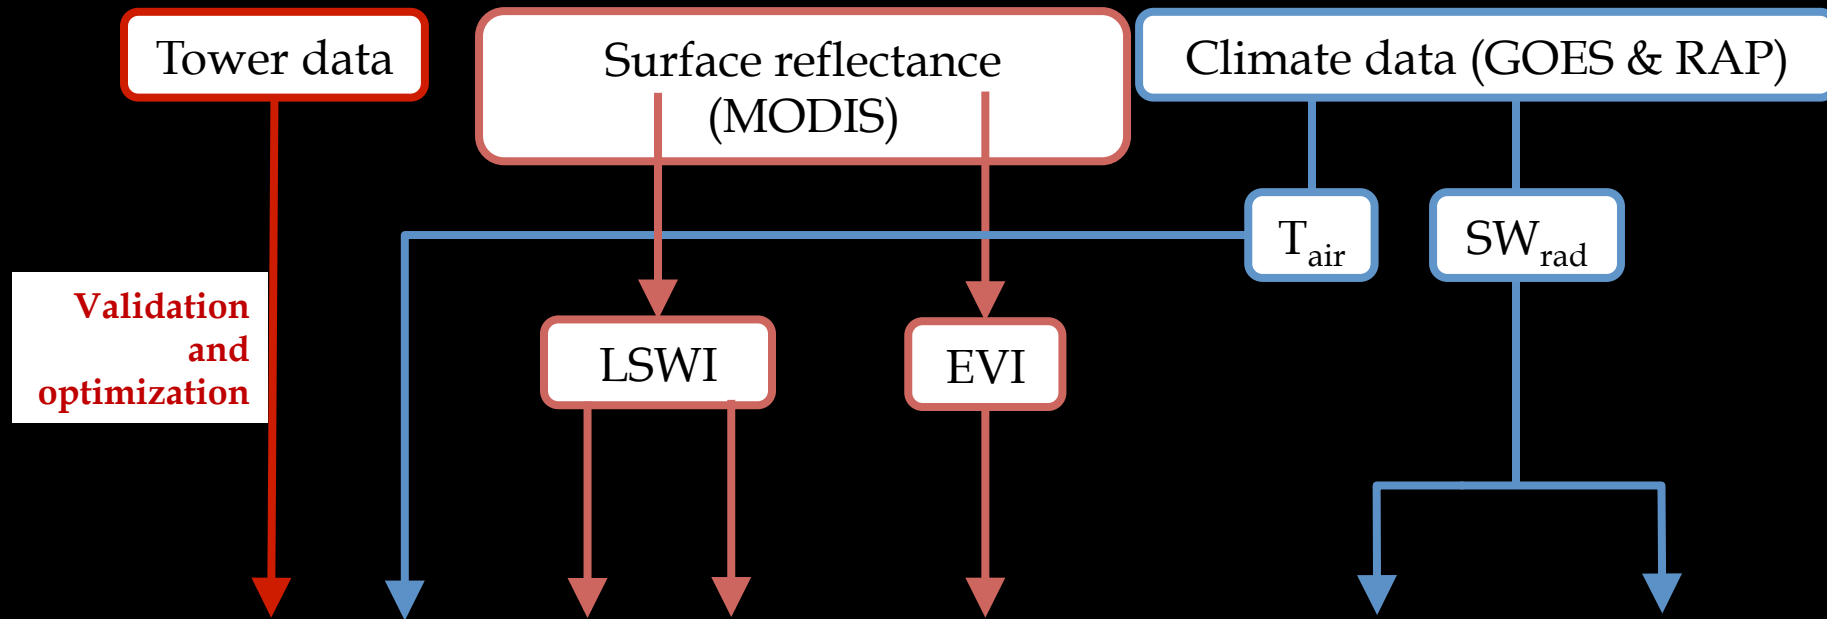 Tower data
Surface reflectance
(MODIS)
Climate data (GOES & RAP)
Tair
SWrad
Validation
and
optimization
LSWI
EVI